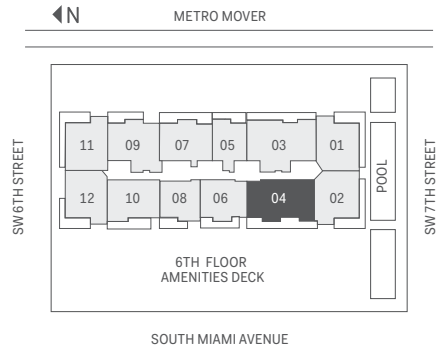 N
METRO MOVER
SW 6TH STREET
11 09 07 05 03 01
12 10 08 06 04 02
POOL
SW 7TH STREET
6TH FLOOR
AMENITIES DECK
SOUTH MIAMI AVENUE